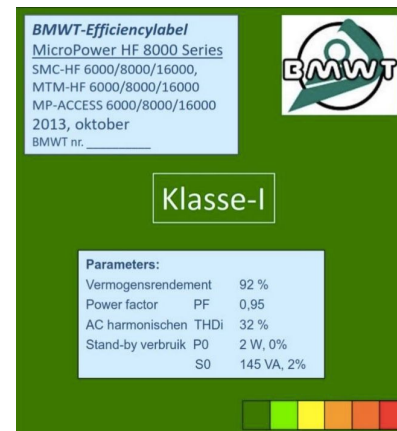 BMWT-Efficiencylabel
MicroPower HF 8000 Series
SMC-HF 6000/8000/16000,
MTM-HF 6000/8000/16000
MP-ACCESS 6000/8000/16000
2013, oktober
BMWT nr. __________
BMWT
Klasse-I
Parameters:
Vermogensrendement 92 %
Power factor PF 0,95
AC harmonischen THDi 32 %
Stand-by verbruik P0 2 W, 0%
S0 145 VA, 2%